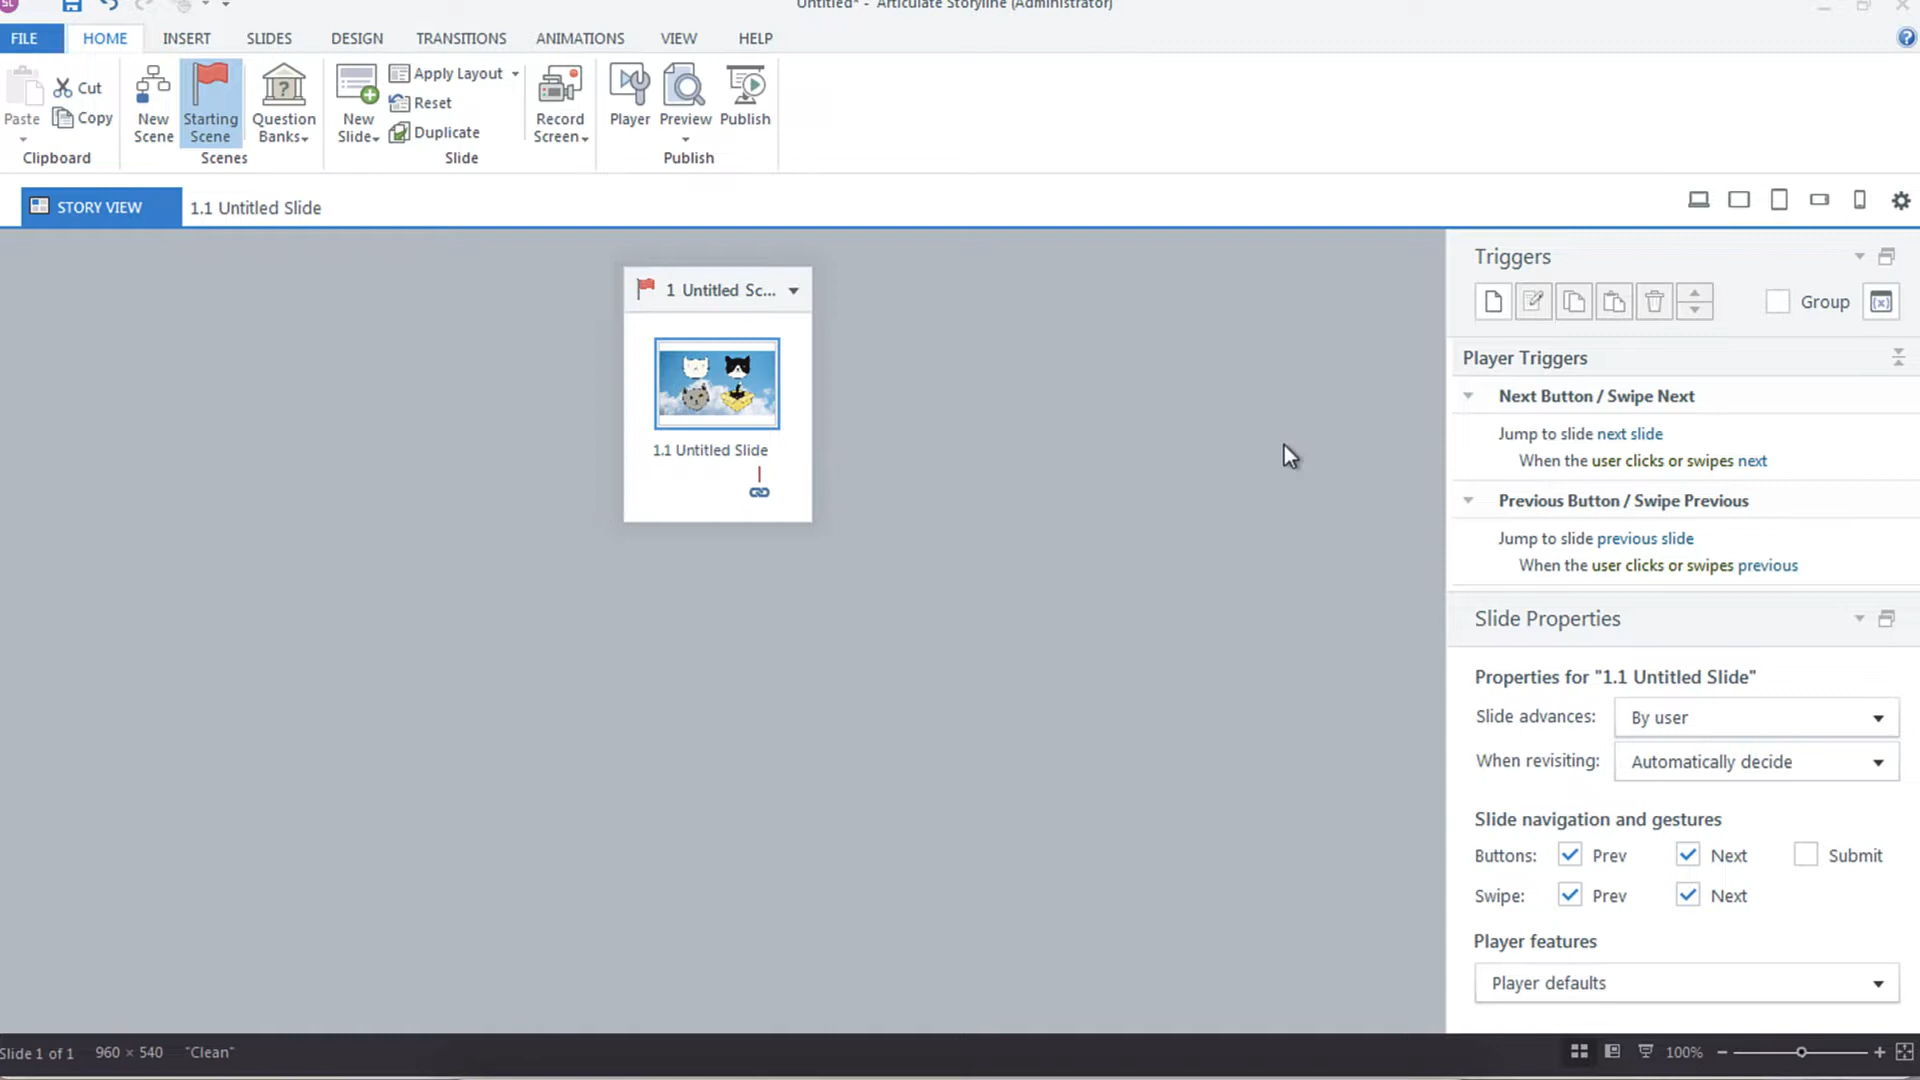 Untitled* - Articulate Storyline (Administrator)
FILE HOME INSERT SLIDES DESIGN TRANSITIONS ANIMATIONS VIEW HELP
Paste
Cut
Copy
Clipboard
New Scene
Starting Scene
Question Banks
Scenes
New Slide
Apply Layout
Reset
Duplicate
Slide
Record Screen
Player
Preview
Publish
Publish
STORY VIEW
1.1 Untitled Slide
1 Untitled Sc...
1.1 Untitled Slide
Triggers
Group
Player Triggers
Next Button / Swipe Next
Jump to slide next slide
When the user clicks or swipes next
Previous Button / Swipe Previous
Jump to slide previous slide
When the user clicks or swipes previous
Slide Properties
Properties for "1.1 Untitled Slide"
Slide advances: By user
When revisiting: Automatically decide
Slide navigation and gestures
Buttons: Prev Next Submit
Swipe: Prev Next
Player features
Player defaults
Slide 1 of 1 960 × 540 "Clean" 100%